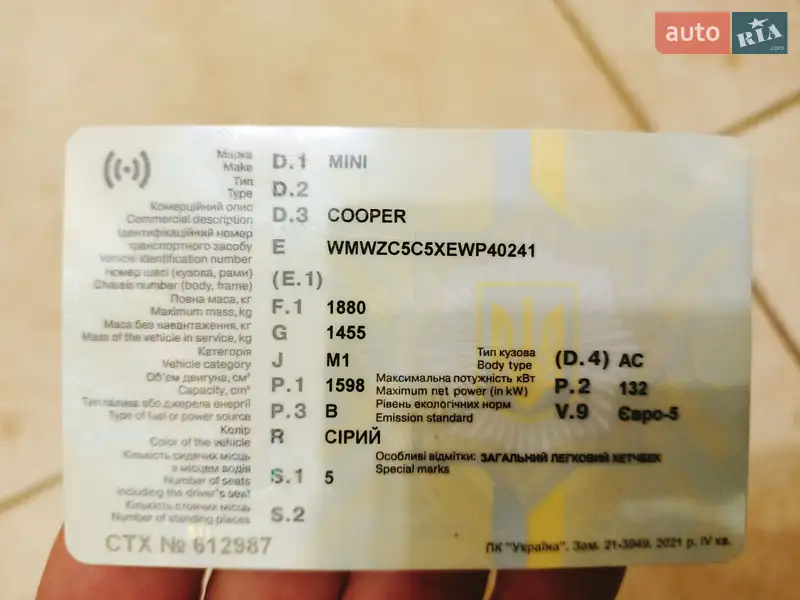 auto RIA .com
Марка D.1 MINI
Make
Тип D.2
Type
Комерційний опис D.3 COOPER
Commercial description
Ідентифікаційний номер
транспортного засобу E WMWZC5C5XEWP40241
Vehicle identification number
Номер шасі (кузова, рами) (E.1)
Chassis number (body, frame)
Повна маса, кг F.1 1880
Maximum mass, kg
Маса без навантаження, кг G 1455
Mass of the vehicle in service, kg
Категорія J M1 Тип кузова (D.4) AC
Vehicle category Body type
Об'єм двигуна, см³ P.1 1598 Максимальна потужність кВт P.2 132
Capacity, cm³ Maximum net power (in kW)
Тип палива або джерела енергії P.3 B Рівень екологічних норм V.9 Євро-5
Type of fuel or power source Emission standard
Колір R СІРИЙ
Color of the vehicle
Кількість сидячих місць Особливі відмітки: ЗАГАЛЬНИЙ ЛЕГКОВИЙ ХЕТЧБЕК
з місцем водія S.1 5 Special marks
Number of seats
including the driver's seat
Кількість стоячих місць S.2
Number of standing places
СТХ № 612987 ПК "Україна". Зам. 21-3949. 2021 р. IV кв.